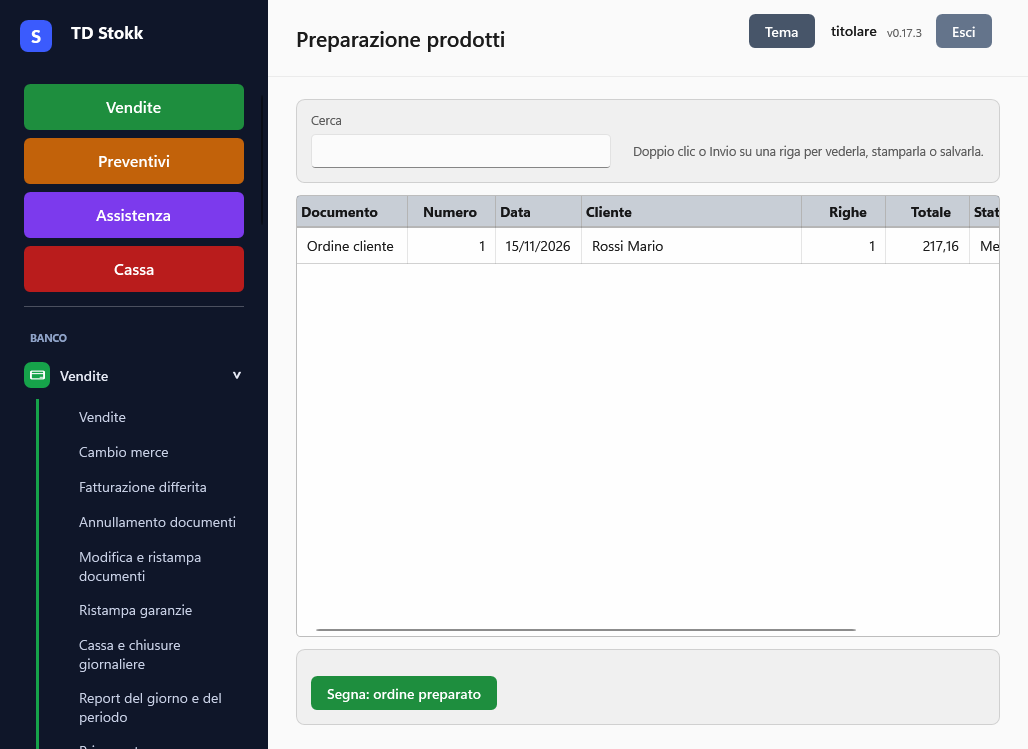 S
TD Stokk
Vendite
Preventivi
Assistenza
Cassa
BANCO
Vendite
Vendite
Cambio merce
Fatturazione differita
Annullamento documenti
Modifica e ristampa
documenti
Ristampa garanzie
Cassa e chiusure
giornaliere
Report del giorno e del
periodo
Preparazione prodotti
Tema
titolare
v0.17.3
Esci
Cerca
Doppio clic o Invio su una riga per vederla, stamparla o salvarla.
Documento Numero Data Cliente Righe Totale Stat
Ordine cliente 1 15/11/2026 Rossi Mario 1 217,16 Me
Segna: ordine preparato